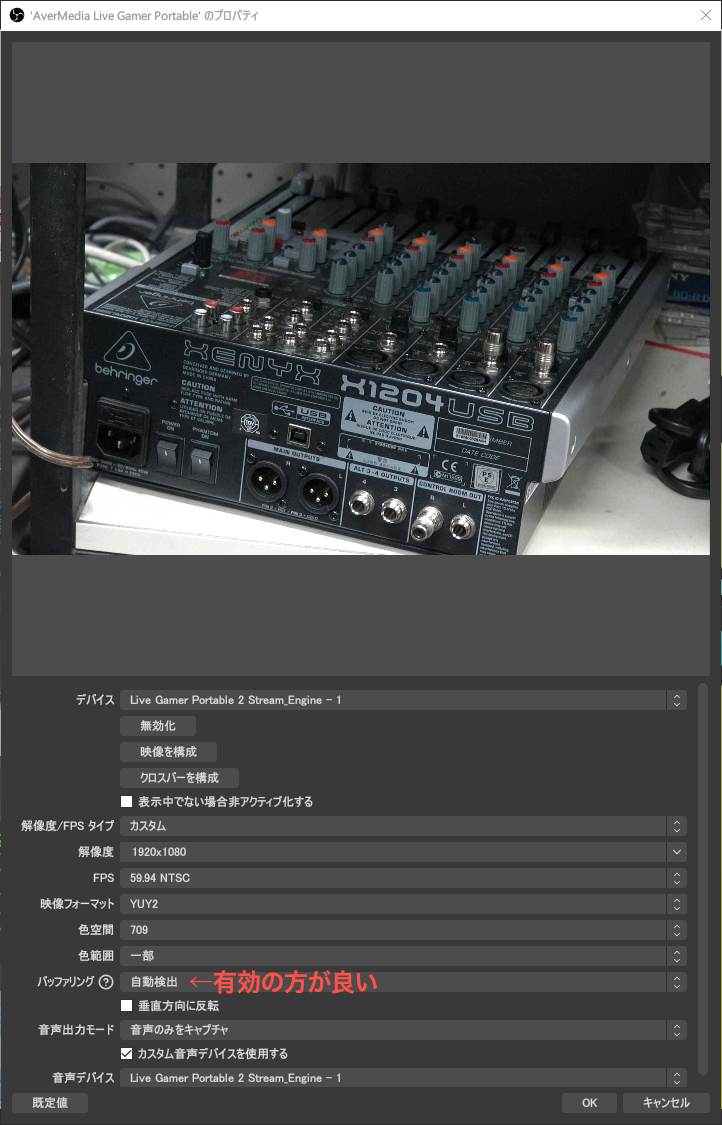 'AverMedia Live Gamer Portable' のプロパティ
behringer
XENYX
X1204USB
CAUTION
ATTENTION
POWER
ON
PHANTOM
ON
USB
CAUTION
ATTENTION
NUMBER
DATE CODE
MAIN OUTPUTS
R
L
ALT 3-4 OUTPUTS
4
3
CONTROL ROOM OUT
R
L
CE
デバイス Live Gamer Portable 2 Stream_Engine - 1
無効化
映像を構成
クロスバーを構成
表示中でない場合非アクティブ化する
解像度/FPS タイプ カスタム
解像度 1920x1080
FPS 59.94 NTSC
映像フォーマット YUY2
色空間 709
色範囲 一部
バッファリング ? 自動検出 ←有効の方が良い
垂直方向に反転
音声出力モード 音声のみをキャプチャ
カスタム音声デバイスを使用する
音声デバイス Live Gamer Portable 2 Stream_Engine - 1
既定値 OK キャンセル